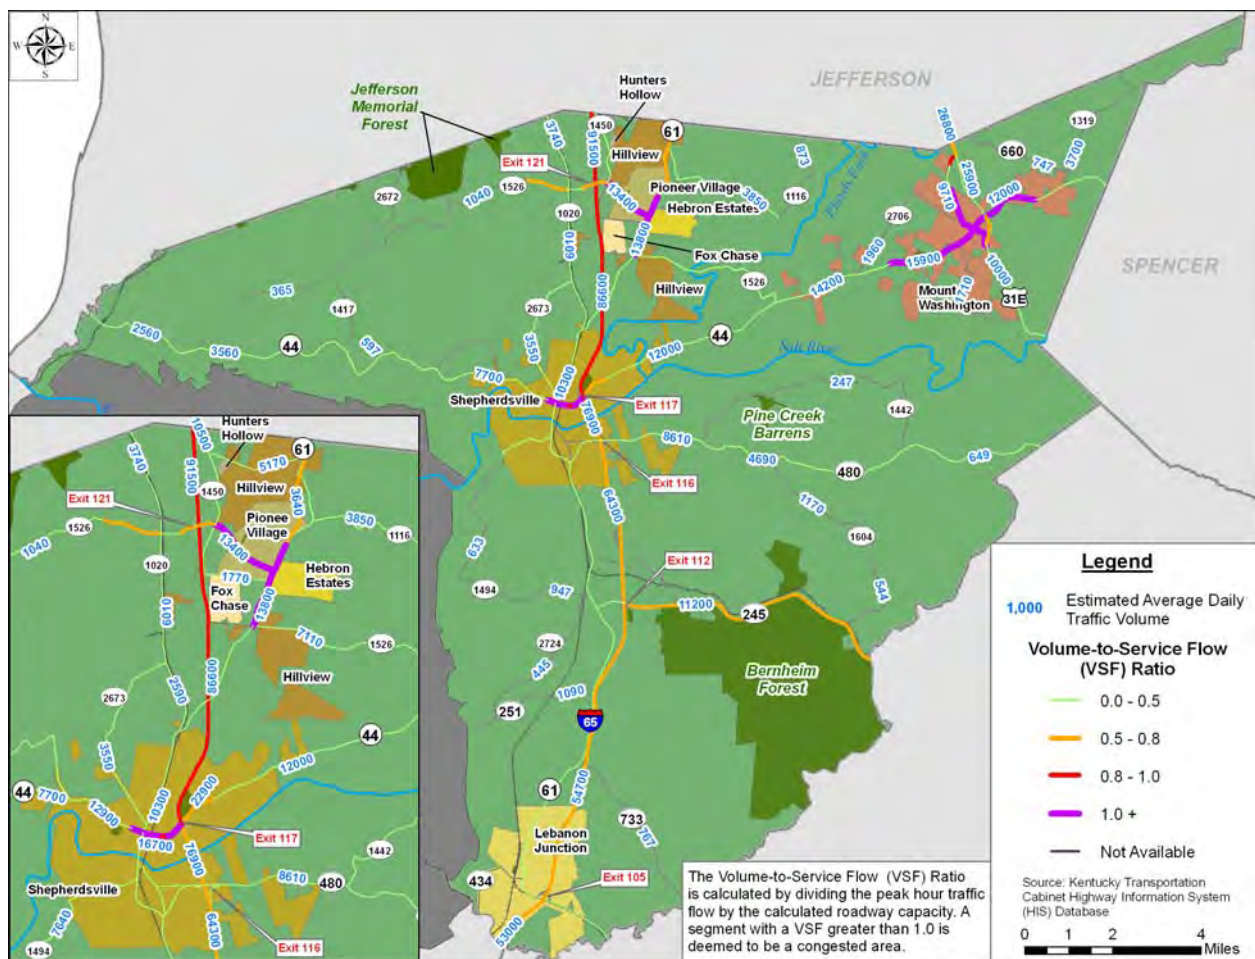 N
W E
S
JEFFERSON
SPENCER
Jefferson
Memorial
Forest
Hunters
Hollow
Hillview
61
Exit 121
3740
1450
91500
1526
1040
2672
1020
6010
13400
Pioneer Village
3850
Hebron Estates
873
1116
Floyds Fork
13800
Fox Chase
Hillview
1526
86600
2673
3550
26800
660
1319
747
3700
25900
9710
12000
2706
1960
15900
14200
10000
Mount
Washington
1710
31E
365
1417
2560
3560
44
597
7700
10300
12000
44
Salt River
Shepherdsville
76900
Exit 117
247
1442
Pine Creek
Barrens
8610
4690
480
649
Exit 116
64300
1170
1604
544
633
1494
947
Exit 112
11200
245
2724
445
1090
Bernheim
Forest
251
65
61
54700
733
767
Lebanon
Junction
434
Exit 105
53000
Hunters
Hollow
10500
61
3740
91500
5170
Hillview
1450
3640
Exit 121
1526
1040
Pionee
Village
3850
1116
13400
1020
1770
Hebron
Estates
Fox
Chase
6010
13800
7110
1526
86600
Hillview
2590
2673
3550
44
12000
44
7700
12900
10300
22900
16700
Exit 117
76900
1442
8610
480
Shepherdsville
7640
64300
1494
Exit 116
The Volume-to-Service Flow (VSF) Ratio
is calculated by dividing the peak hour traffic
flow by the calculated roadway capacity. A
segment with a VSF greater than 1.0 is
deemed to be a congested area.
Legend
1,000 Estimated Average Daily
Traffic Volume
Volume-to-Service Flow
(VSF) Ratio
0.0 - 0.5
0.5 - 0.8
0.8 - 1.0
1.0 +
Not Available
Source: Kentucky Transportation
Cabinet Highway Information System
(HIS) Database
0 1 2 4
Miles